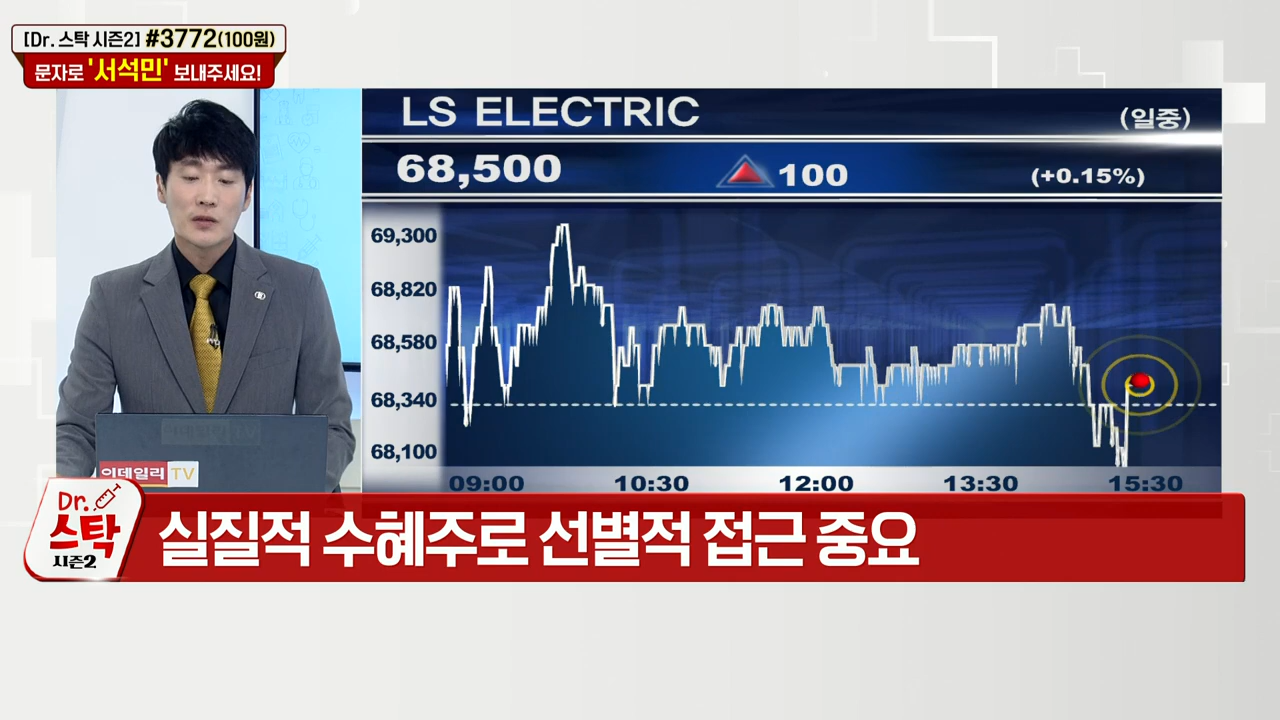 [Dr. 스탁 시즌2] #3772(100원)
문자로 '서석민' 보내주세요!
LS ELECTRIC
(일중)
68,500
100
(+0.15%)
69,300
68,820
68,580
68,340
68,100
09:00
10:30
12:00
13:30
15:30
이데일리 TV
Dr.
스탁
시즌2
실질적 수혜주로 선별적 접근 중요